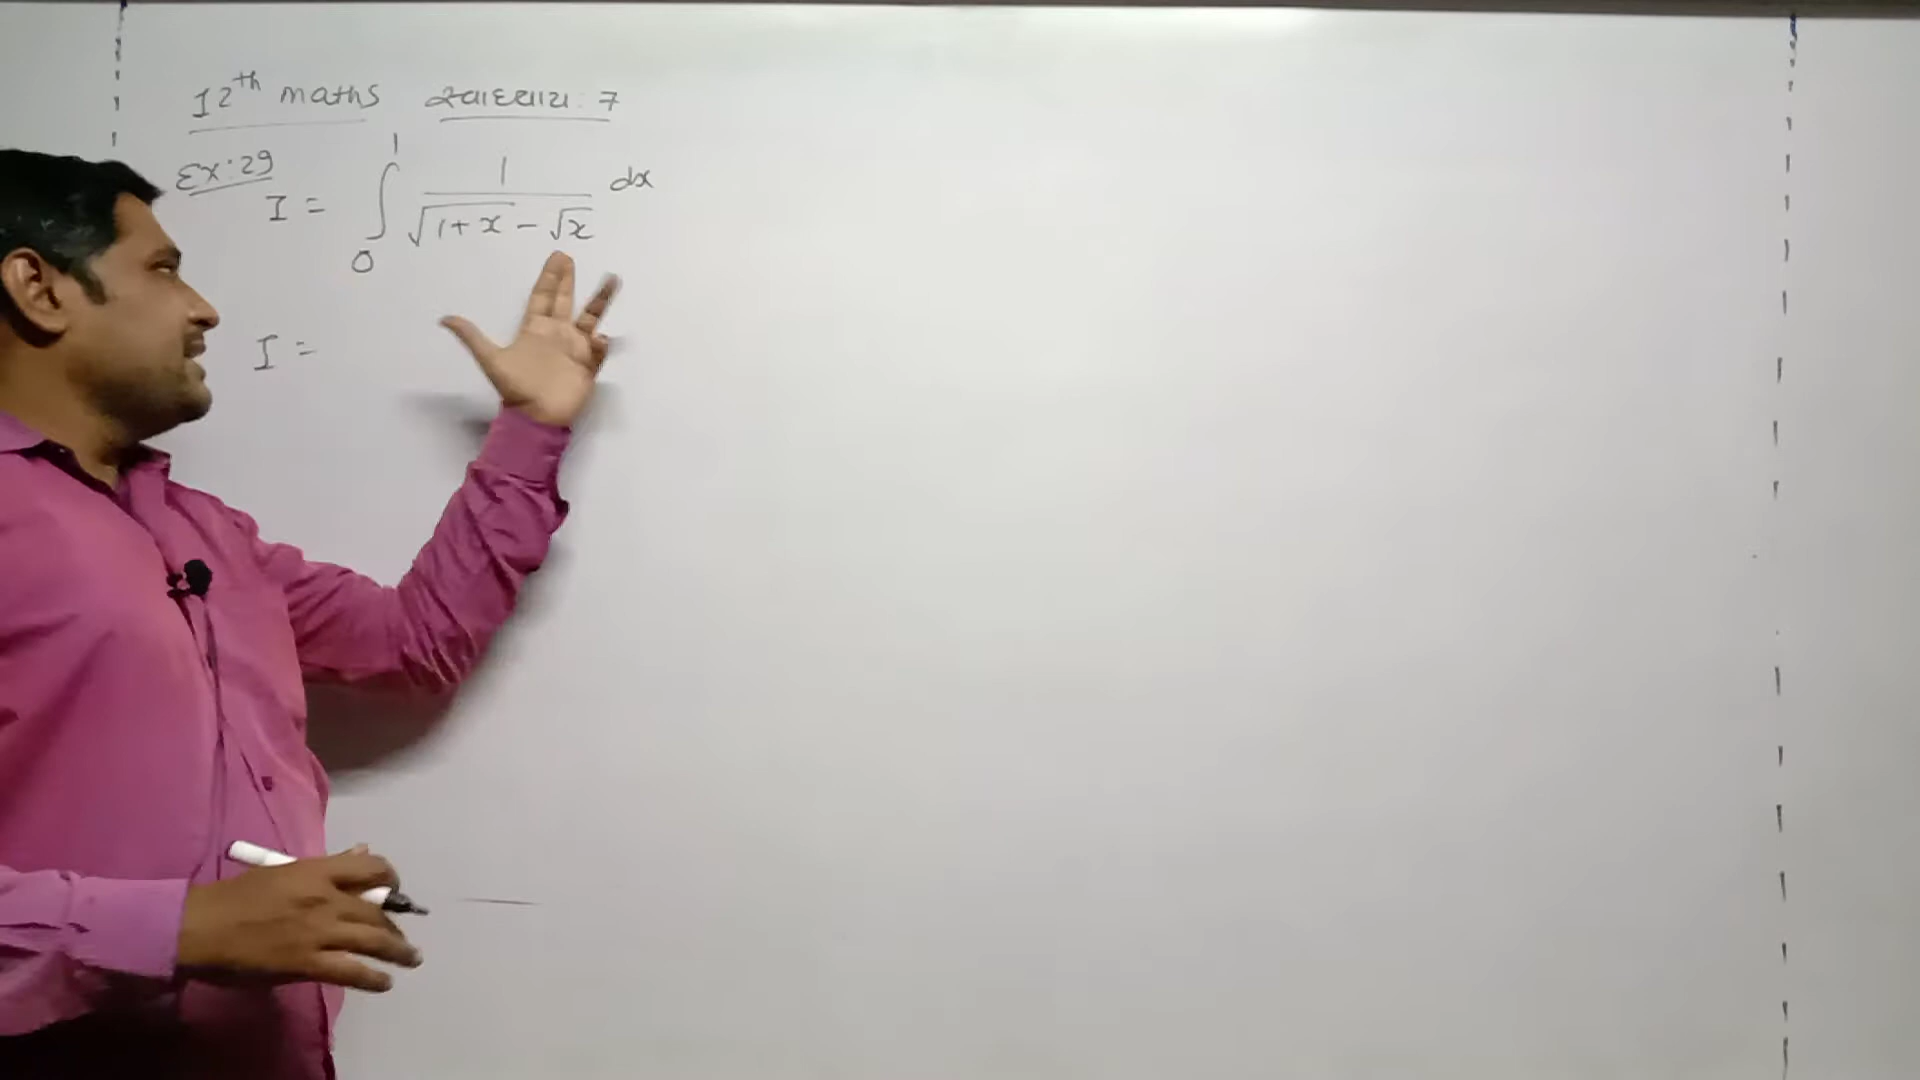 12th maths સ્વાધ્યાય: 7
Ex: 29
I = ∫₀¹ 1/(√(1+x) - √x) dx
I =